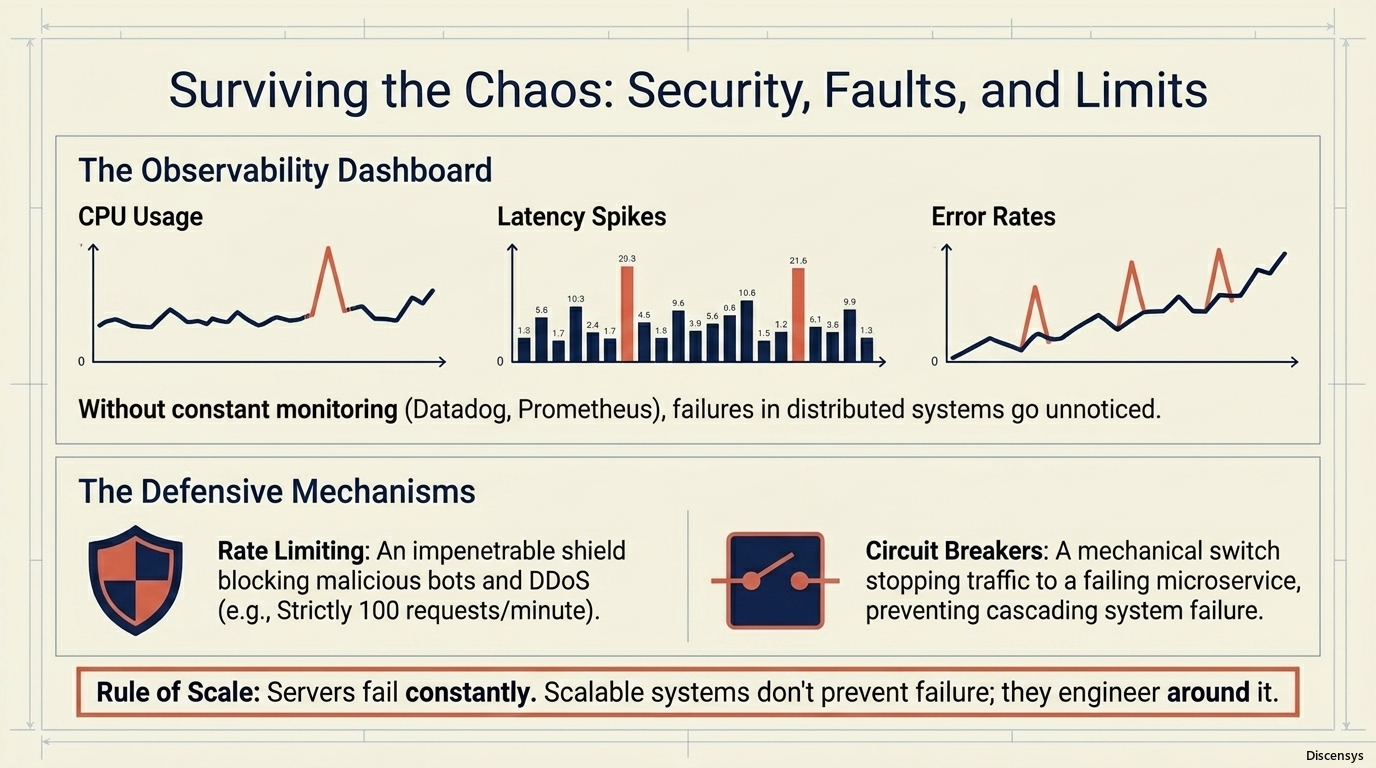 Surviving the Chaos: Security, Faults, and Limits
The Observability Dashboard
CPU Usage
0
Latency Spikes
1.3
5.6
1.7
10.3
2.4
1.7
29.3
4.5
1.8
9.6
3.9
5.6
0.6
10.6
1.5
1.2
21.6
6.1
3.6
9.9
1.3
0
Error Rates
0
Without constant monitoring (Datadog, Prometheus), failures in distributed systems go unnoticed.
The Defensive Mechanisms
Rate Limiting: An impenetrable shield
blocking malicious bots and DDoS
(e.g., Strictly 100 requests/minute).
Circuit Breakers: A mechanical switch
stopping traffic to a failing microservice,
preventing cascading system failure.
Rule of Scale: Servers fail constantly. Scalable systems don't prevent failure; they engineer around it.
Discensys